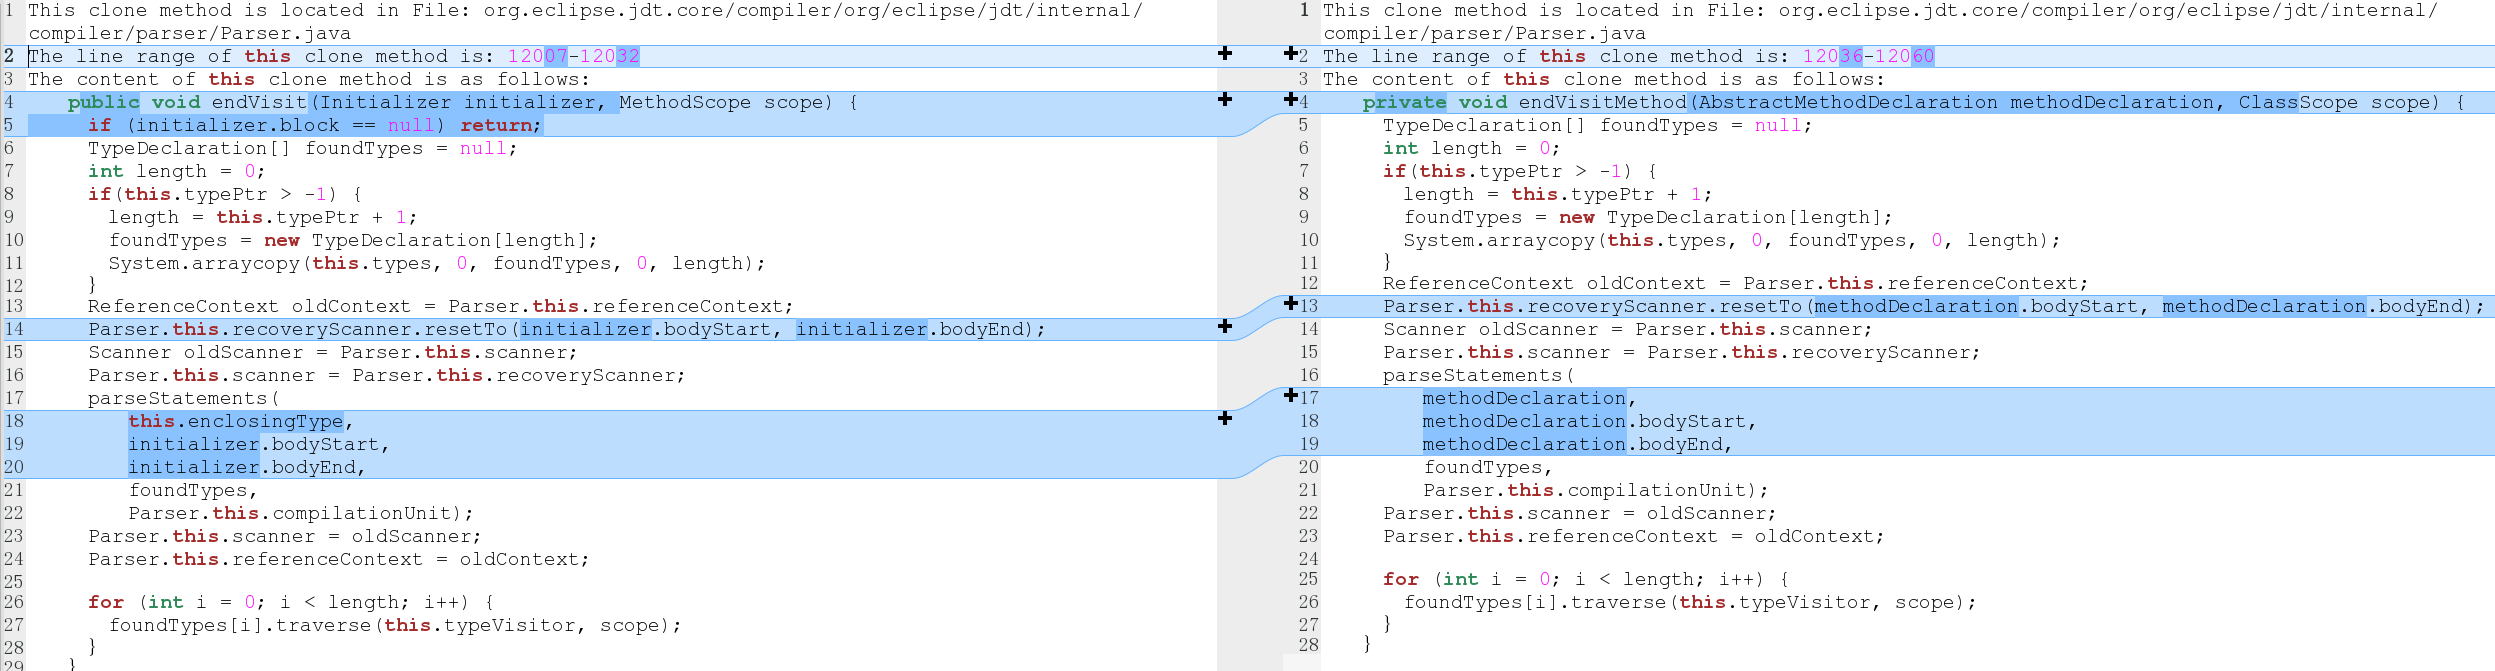 1 This clone method is located in File: org.eclipse.jdt.core/compiler/org/eclipse/jdt/internal/
compiler/parser/Parser.java
2 The line range of this clone method is: 12007-12032
3 The content of this clone method is as follows:
4 public void endVisit(Initializer initializer, MethodScope scope) {
5 if (initializer.block == null) return;
6 TypeDeclaration[] foundTypes = null;
7 int length = 0;
8 if(this.typePtr > -1) {
9 length = this.typePtr + 1;
10 foundTypes = new TypeDeclaration[length];
11 System.arraycopy(this.types, 0, foundTypes, 0, length);
12 }
13 ReferenceContext oldContext = Parser.this.referenceContext;
14 Parser.this.recoveryScanner.resetTo(initializer.bodyStart, initializer.bodyEnd);
15 Scanner oldScanner = Parser.this.scanner;
16 Parser.this.scanner = Parser.this.recoveryScanner;
17 parseStatements(
18 this.enclosingType,
19 initializer.bodyStart,
20 initializer.bodyEnd,
21 foundTypes,
22 Parser.this.compilationUnit);
23 Parser.this.scanner = oldScanner;
24 Parser.this.referenceContext = oldContext;
25
26 for (int i = 0; i < length; i++) {
27 foundTypes[i].traverse(this.typeVisitor, scope);
28 }
29 }
1 This clone method is located in File: org.eclipse.jdt.core/compiler/org/eclipse/jdt/internal/
compiler/parser/Parser.java
2 The line range of this clone method is: 12036-12060
3 The content of this clone method is as follows:
4 private void endVisitMethod(AbstractMethodDeclaration methodDeclaration, ClassScope scope) {
5 TypeDeclaration[] foundTypes = null;
6 int length = 0;
7 if(this.typePtr > -1) {
8 length = this.typePtr + 1;
9 foundTypes = new TypeDeclaration[length];
10 System.arraycopy(this.types, 0, foundTypes, 0, length);
11 }
12 ReferenceContext oldContext = Parser.this.referenceContext;
13 Parser.this.recoveryScanner.resetTo(methodDeclaration.bodyStart, methodDeclaration.bodyEnd);
14 Scanner oldScanner = Parser.this.scanner;
15 Parser.this.scanner = Parser.this.recoveryScanner;
16 parseStatements(
17 methodDeclaration,
18 methodDeclaration.bodyStart,
19 methodDeclaration.bodyEnd,
20 foundTypes,
21 Parser.this.compilationUnit);
22 Parser.this.scanner = oldScanner;
23 Parser.this.referenceContext = oldContext;
24
25 for (int i = 0; i < length; i++) {
26 foundTypes[i].traverse(this.typeVisitor, scope);
27 }
28 }